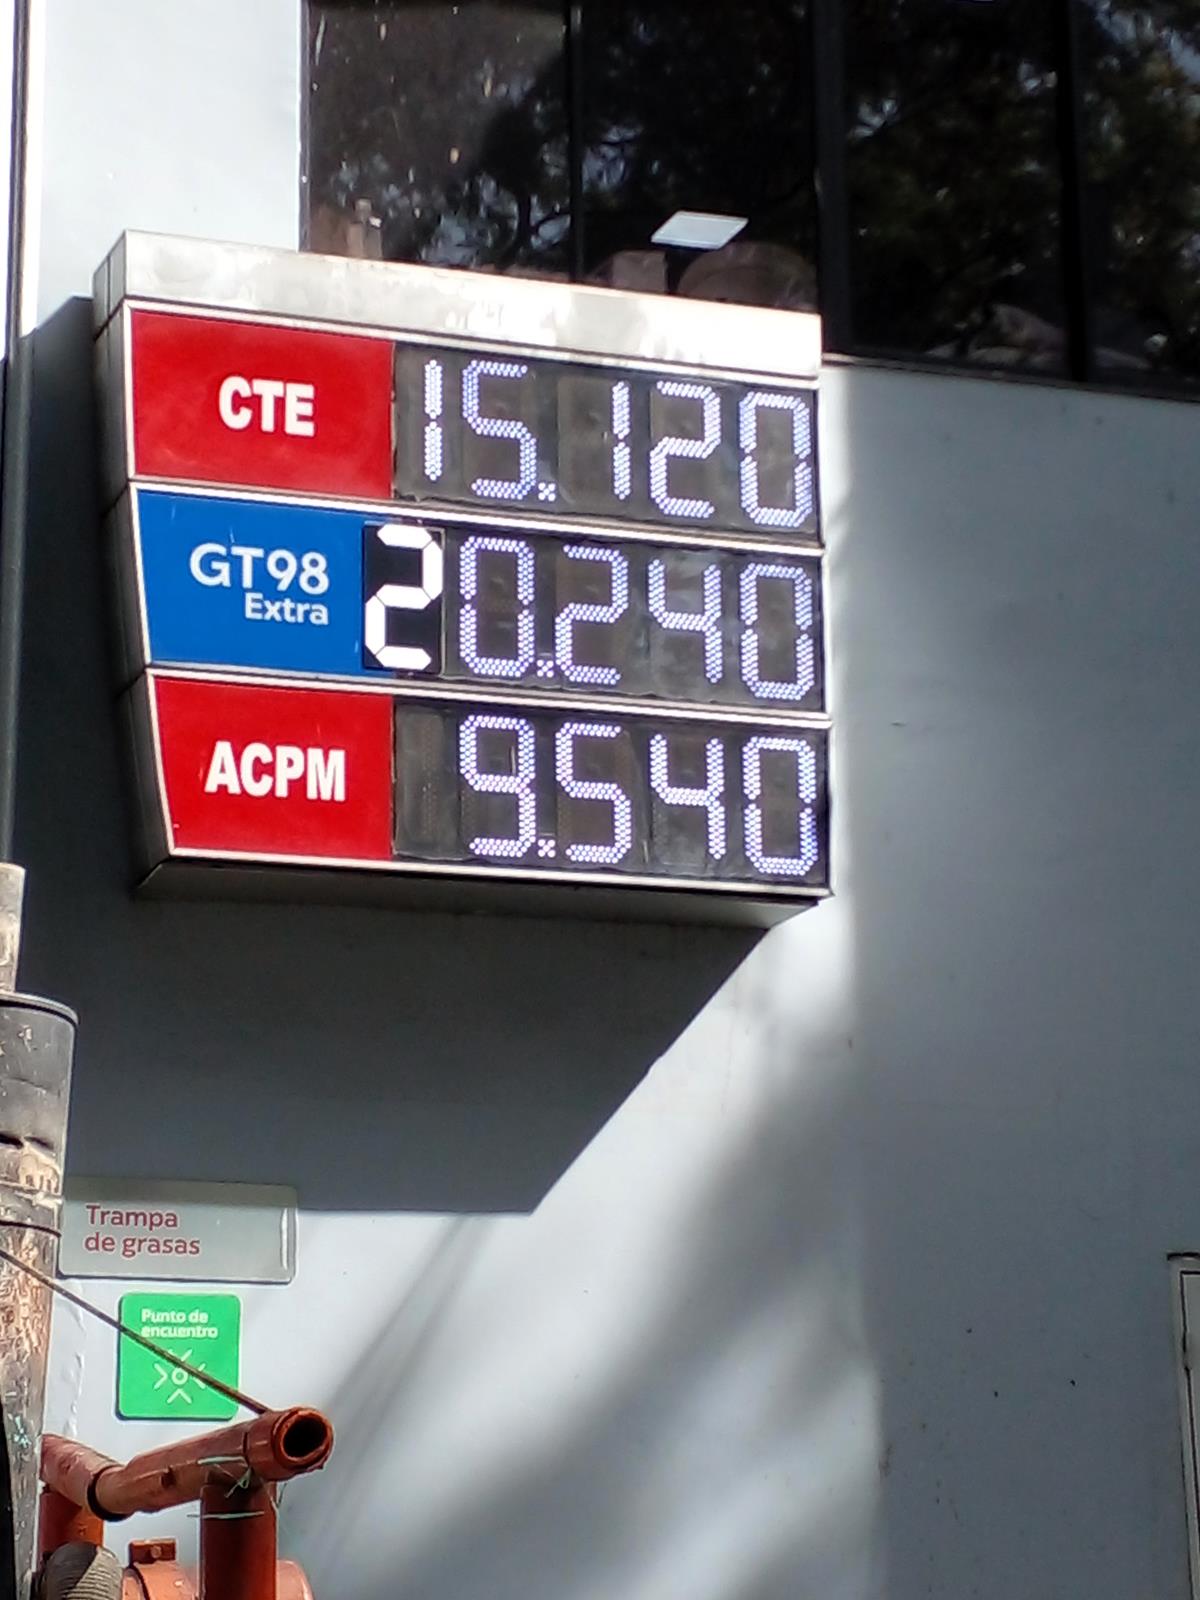 CTE 15.120
GT98 Extra 20.240
ACPM 9.540
Trampa
de grasas
Punto de
encuentro